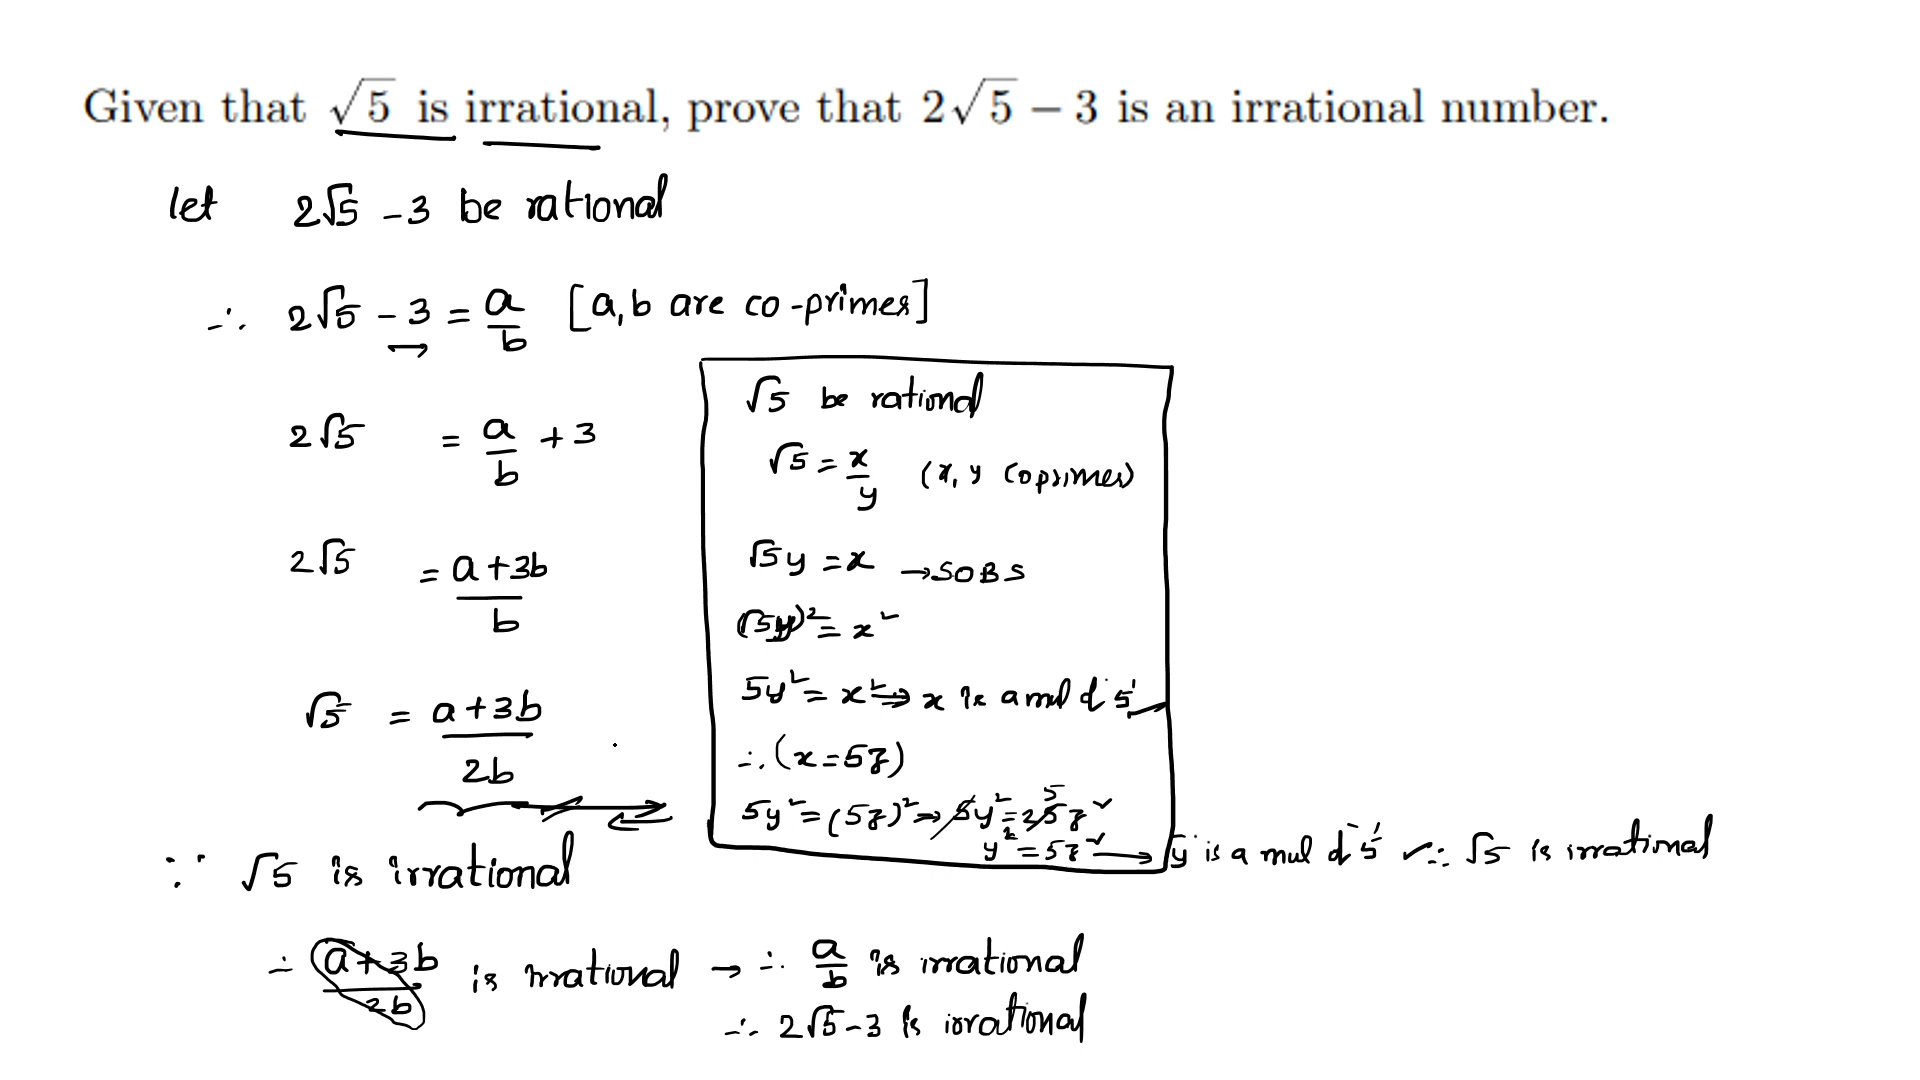 Given that √5 is irrational, prove that 2√5 − 3 is an irrational number.
let 2√5 - 3 be rational
∴ 2√5 - 3 = a/b [a, b are co-primes]
2√5 = a/b + 3
2√5 = a+3b/b
√5 = a+3b/2b
√5 be rational
√5 = x/y (x, y coprimes)
√5y = x → SOBS
(√5y)² = x²
5y² = x² ⇒ x is a mul of '5'
∴ (x = 5z)
5y² = (5z)² ⇒ 5y² = 25z² 5
y² = 5z² → y is a mul of '5' ∴ √5 is irrational
∵ √5 is irrational
∴ a+3b/2b is irrational → ∴ a/b is irrational
∴ 2√5-3 is irrational